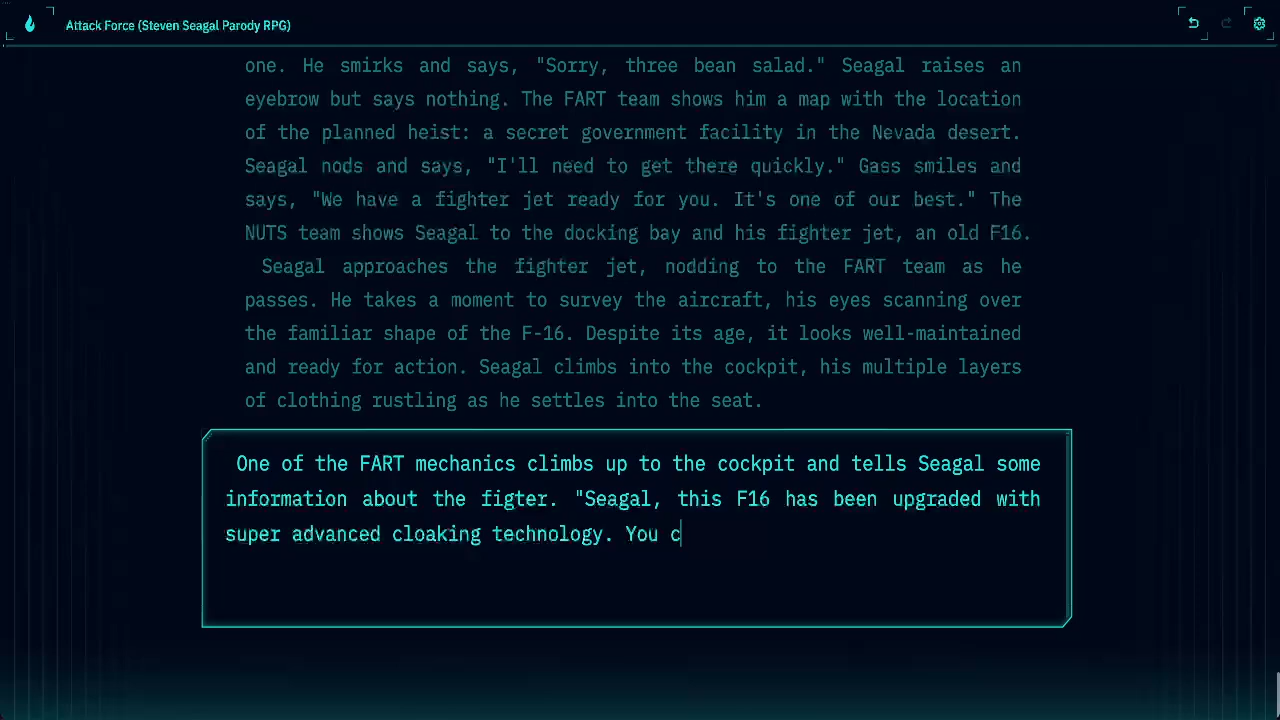 Attack Force (Steven Seagal Parody RPG)
one. He smirks and says, "Sorry, three bean salad." Seagal raises an
eyebrow but says nothing. The FART team shows him a map with the location
of the planned heist: a secret government facility in the Nevada desert.
Seagal nods and says, "I'll need to get there quickly." Gass smiles and
says, "We have a fighter jet ready for you. It's one of our best." The
NUTS team shows Seagal to the docking bay and his fighter jet, an old F16.
Seagal approaches the fighter jet, nodding to the FART team as he
passes. He takes a moment to survey the aircraft, his eyes scanning over
the familiar shape of the F-16. Despite its age, it looks well-maintained
and ready for action. Seagal climbs into the cockpit, his multiple layers
of clothing rustling as he settles into the seat.
One of the FART mechanics climbs up to the cockpit and tells Seagal some
information about the figter. "Seagal, this F16 has been upgraded with
super advanced cloaking technology. You c